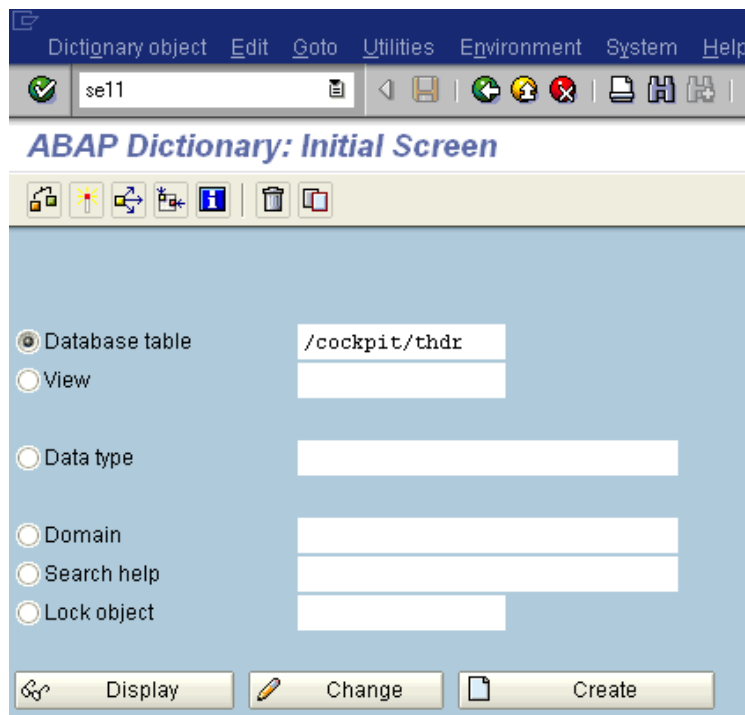 Dictionary object Edit Goto Utilities Environment System Help
se11
ABAP Dictionary: Initial Screen
Database table /cockpit/thdr
View
Data type
Domain
Search help
Lock object
Display Change Create